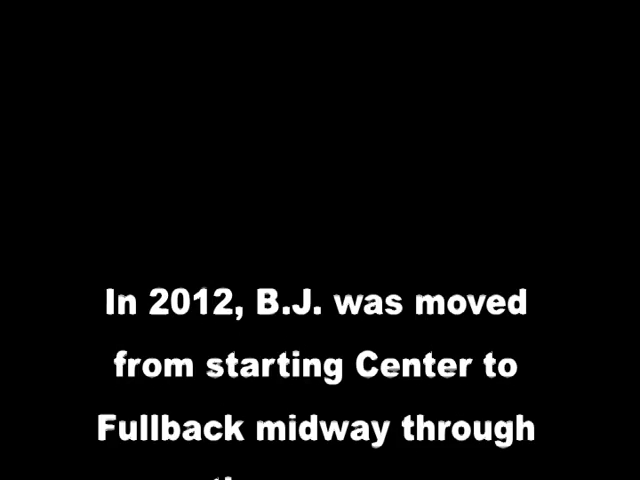 In 2012, B.J. was moved
from starting Center to
Fullback midway through